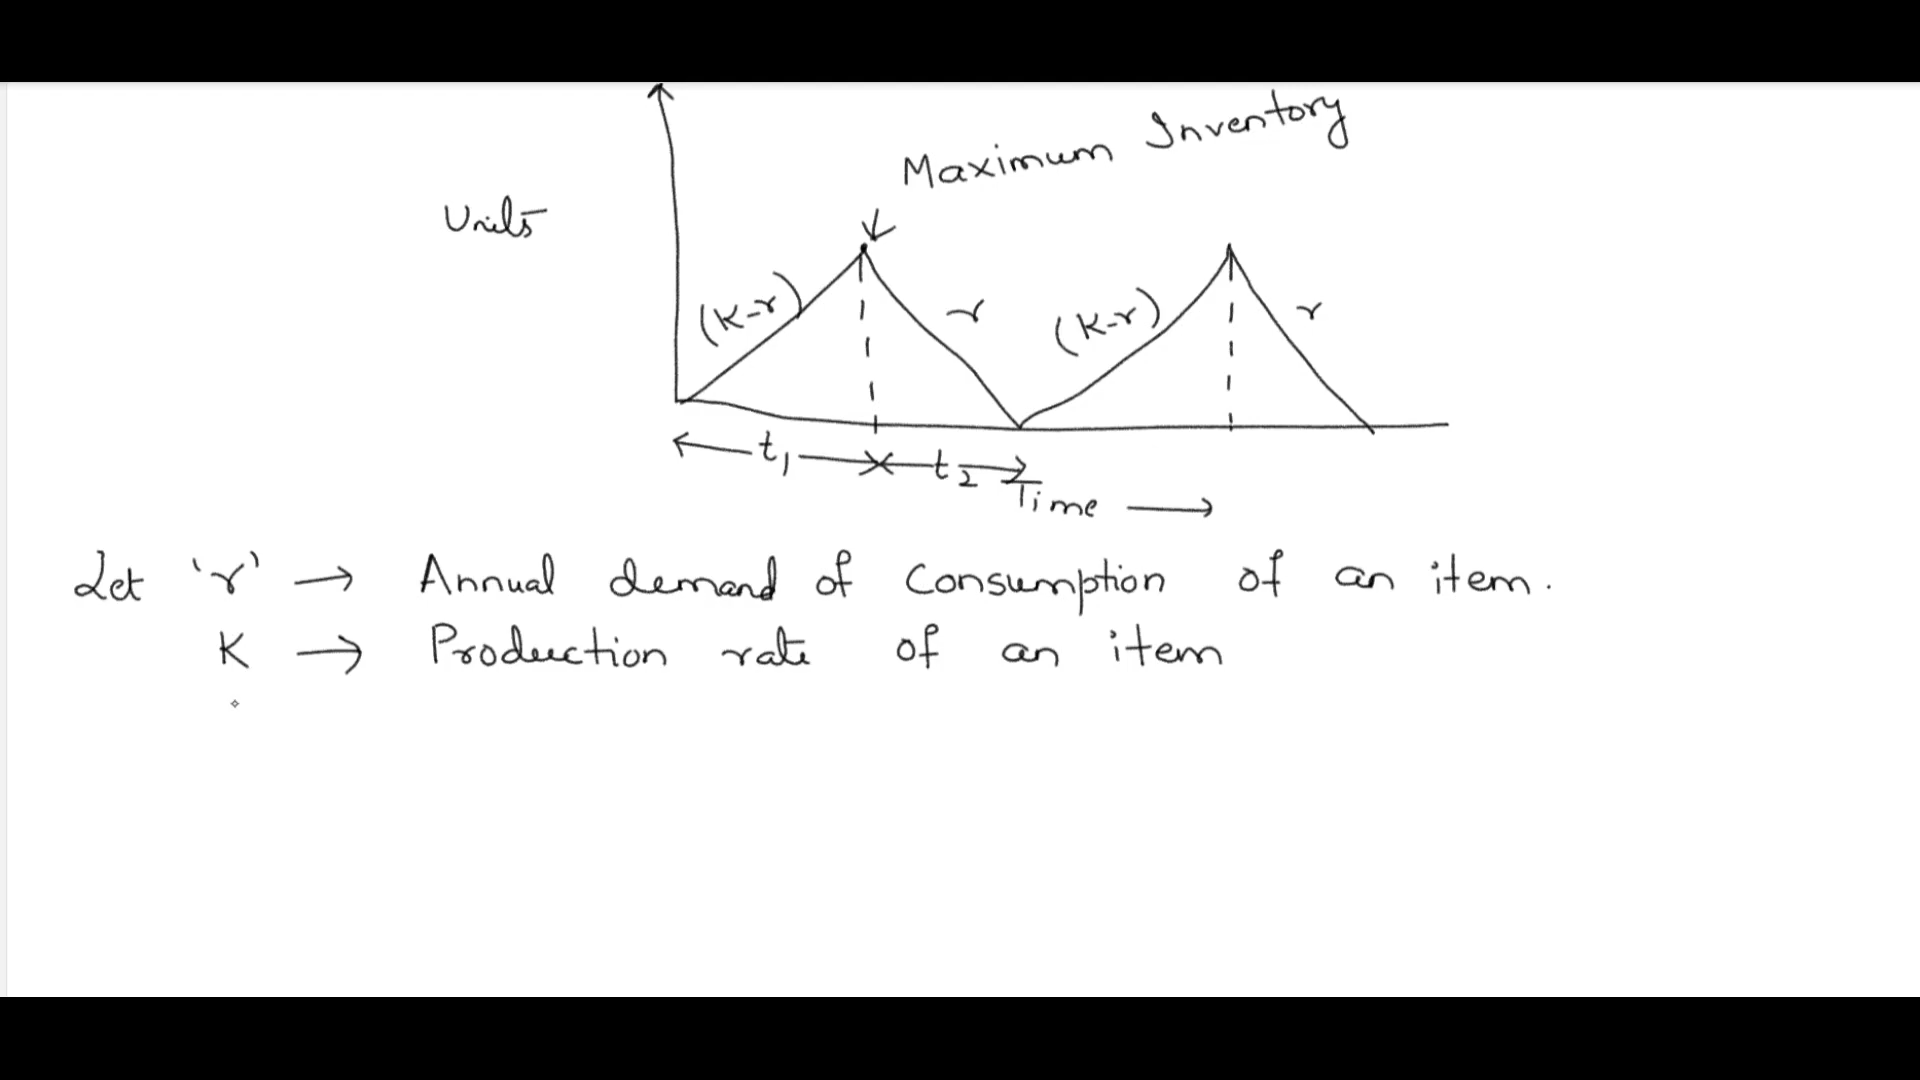 Maximum Inventory
Units
(K-r) r (K-r) r
t1 t2
Time
Let 'r' → Annual demand of Consumption of an item.
K → Production rate of an item